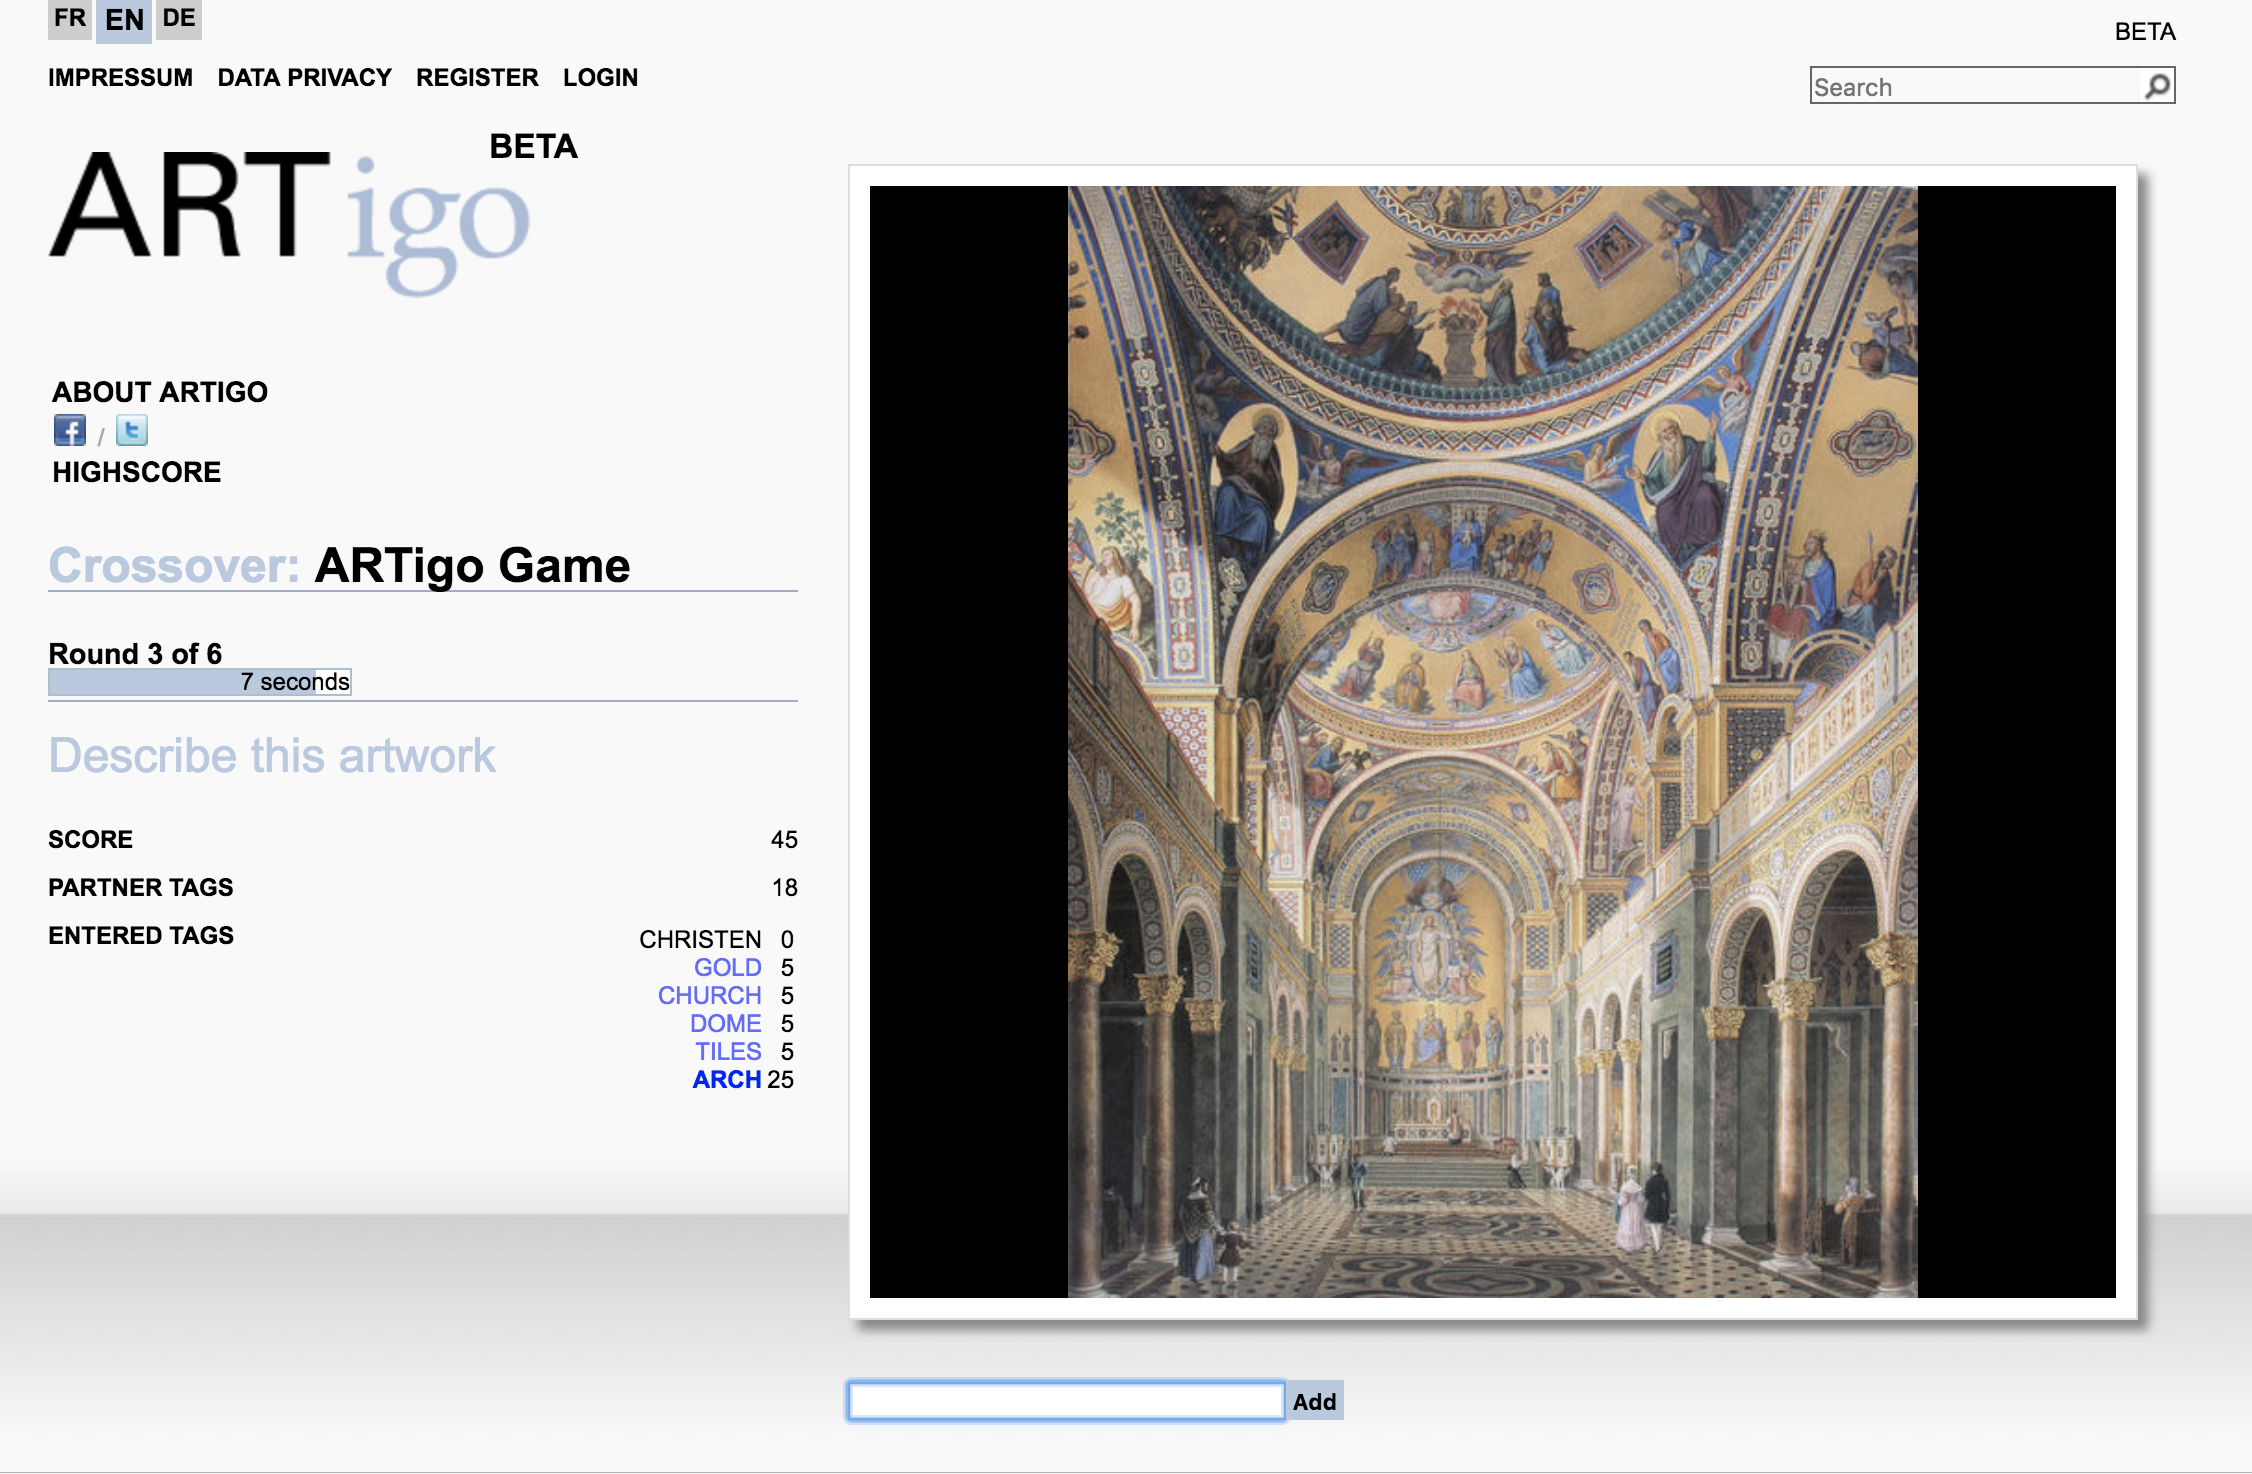 FR EN DE
BETA
IMPRESSUM DATA PRIVACY REGISTER LOGIN
Search
ARTigo BETA
ABOUT ARTIGO
f / t
HIGHSCORE
Crossover: ARTigo Game
Round 3 of 6
7 seconds
Describe this artwork
SCORE 45
PARTNER TAGS 18
ENTERED TAGS CHRISTEN 0
GOLD 5
CHURCH 5
DOME 5
TILES 5
ARCH 25
Add